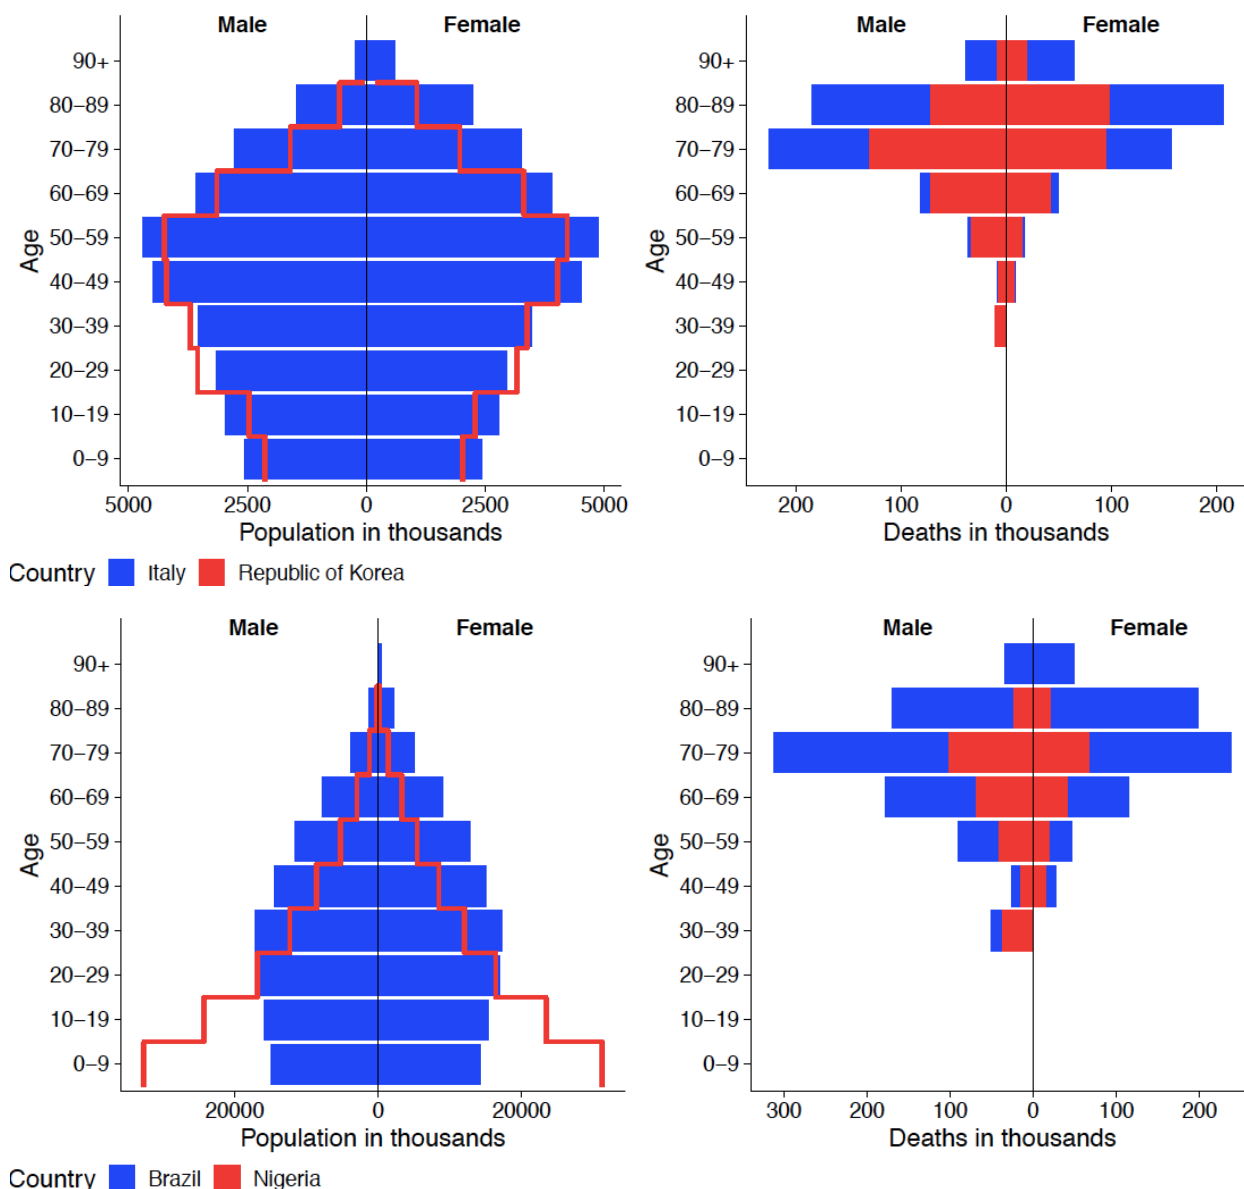 Male Female
90+
80–89
70–79
60–69
50–59
40–49
30–39
20–29
10–19
0–9
Age
5000 2500 0 2500 5000
Population in thousands
Male Female
90+
80–89
70–79
60–69
50–59
40–49
30–39
20–29
10–19
0–9
Age
200 100 0 100 200
Deaths in thousands
Country Italy Republic of Korea
Male Female
90+
80–89
70–79
60–69
50–59
40–49
30–39
20–29
10–19
0–9
Age
20000 0 20000
Population in thousands
Male Female
90+
80–89
70–79
60–69
50–59
40–49
30–39
20–29
10–19
0–9
Age
300 200 100 0 100 200
Deaths in thousands
Country Brazil Nigeria